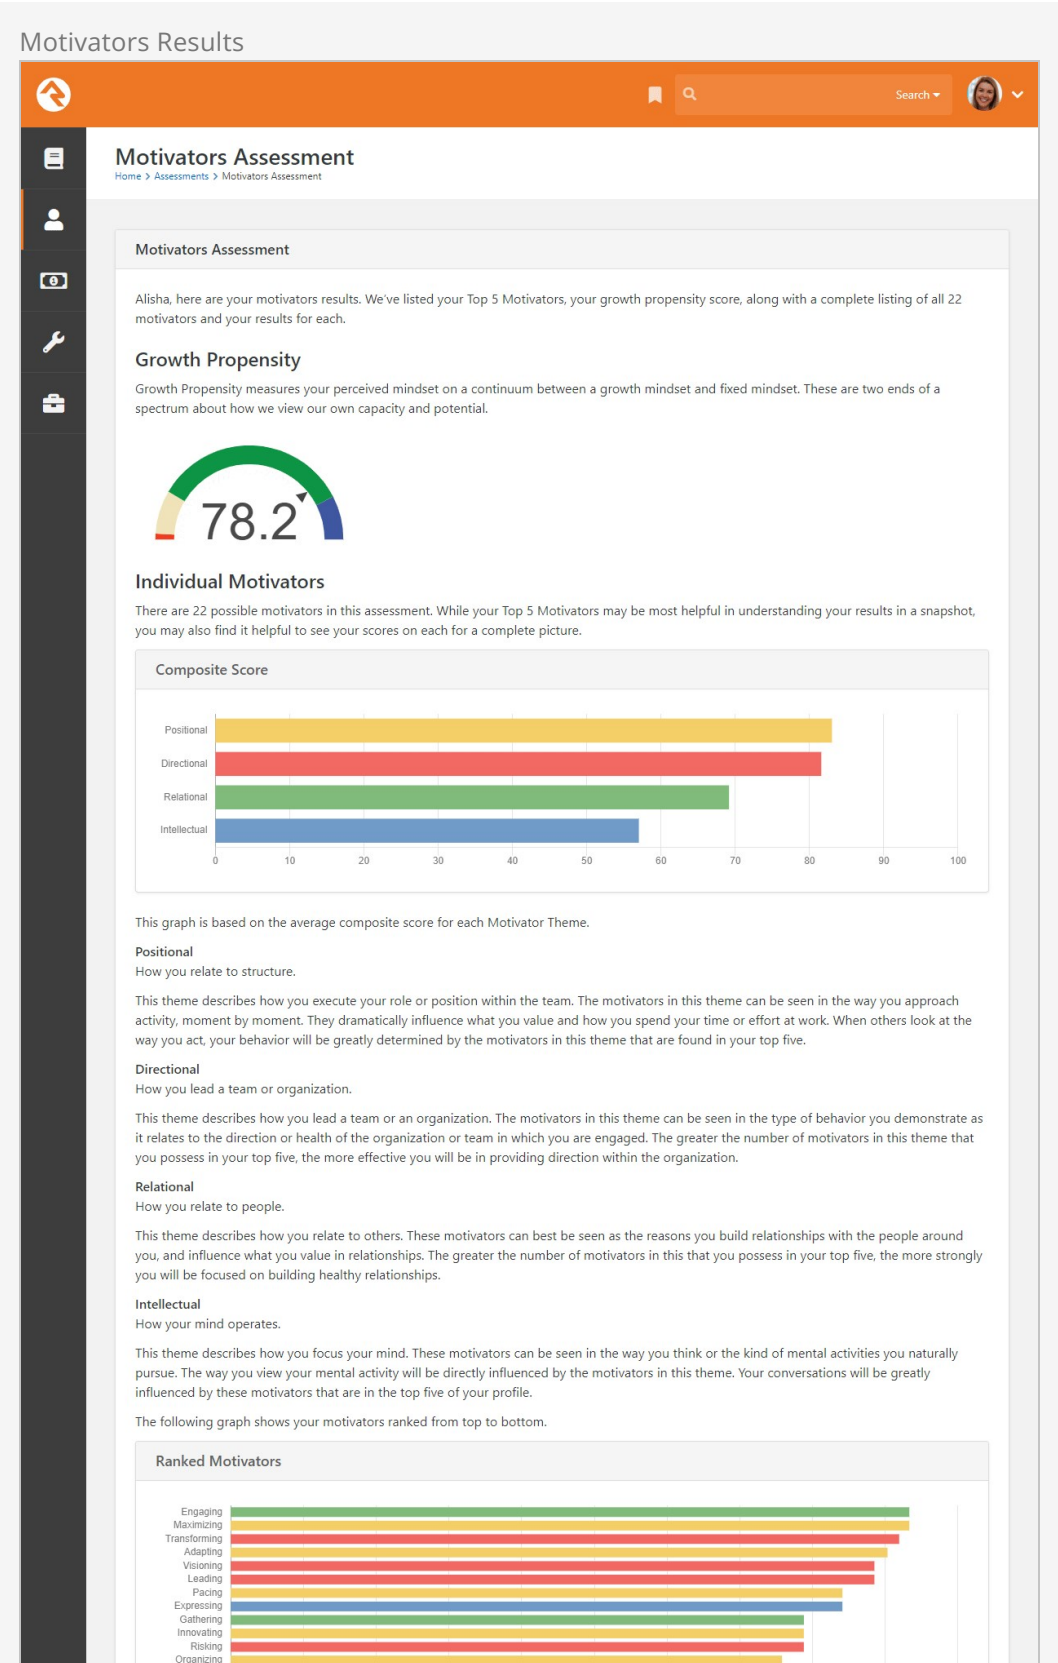 Motivators Results
Search
Motivators Assessment
Home > Assessments > Motivators Assessment
Motivators Assessment
Alisha, here are your motivators results. We've listed your Top 5 Motivators, your growth propensity score, along with a complete listing of all 22
motivators and your results for each.
Growth Propensity
Growth Propensity measures your perceived mindset on a continuum between a growth mindset and fixed mindset. These are two ends of a
spectrum about how we view our own capacity and potential.
78.2
Individual Motivators
There are 22 possible motivators in this assessment. While your Top 5 Motivators may be most helpful in understanding your results in a snapshot,
you may also find it helpful to see your scores on each for a complete picture.
Composite Score
Positional
Directional
Relational
Intellectual
0 10 20 30 40 50 60 70 80 90 100
This graph is based on the average composite score for each Motivator Theme.
Positional
How you relate to structure.
This theme describes how you execute your role or position within the team. The motivators in this theme can be seen in the way you approach
activity, moment by moment. They dramatically influence what you value and how you spend your time or effort at work. When others look at the
way you act, your behavior will be greatly determined by the motivators in this theme that are found in your top five.
Directional
How you lead a team or organization.
This theme describes how you lead a team or an organization. The motivators in this theme can be seen in the type of behavior you demonstrate as
it relates to the direction or health of the organization or team in which you are engaged. The greater the number of motivators in this theme that
you possess in your top five, the more effective you will be in providing direction within the organization.
Relational
How you relate to people.
This theme describes how you relate to others. These motivators can best be seen as the reasons you build relationships with the people around
you, and influence what you value in relationships. The greater the number of motivators in this that you possess in your top five, the more strongly
you will be focused on building healthy relationships.
Intellectual
How your mind operates.
This theme describes how you focus your mind. These motivators can be seen in the way you think or the kind of mental activities you naturally
pursue. The way you view your mental activity will be directly influenced by the motivators in this theme. Your conversations will be greatly
influenced by these motivators that are in the top five of your profile.
The following graph shows your motivators ranked from top to bottom.
Ranked Motivators
Engaging
Maximizing
Transforming
Adapting
Visioning
Leading
Pacing
Expressing
Gathering
Innovating
Risking
Organizing